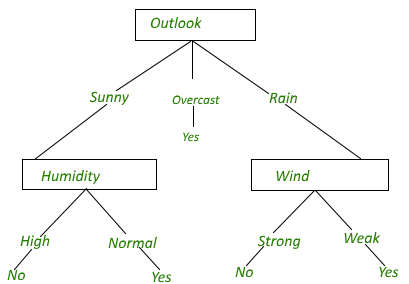 Outlook
Sunny
Overcast
Rain
Yes
Humidity
Wind
High
Normal
Strong
Weak
No
Yes
No
Yes